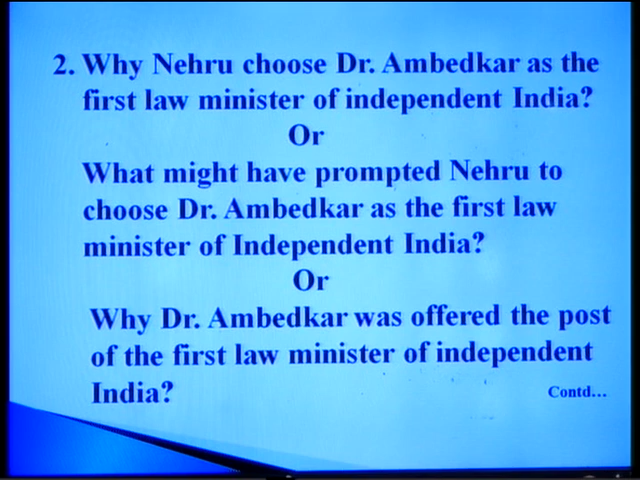 2. Why Nehru choose Dr. Ambedkar as the
first law minister of independent India?
Or
What might have prompted Nehru to
choose Dr. Ambedkar as the first law
minister of Independent India?
Or
Why Dr. Ambedkar was offered the post
of the first law minister of independent
India?
Contd...